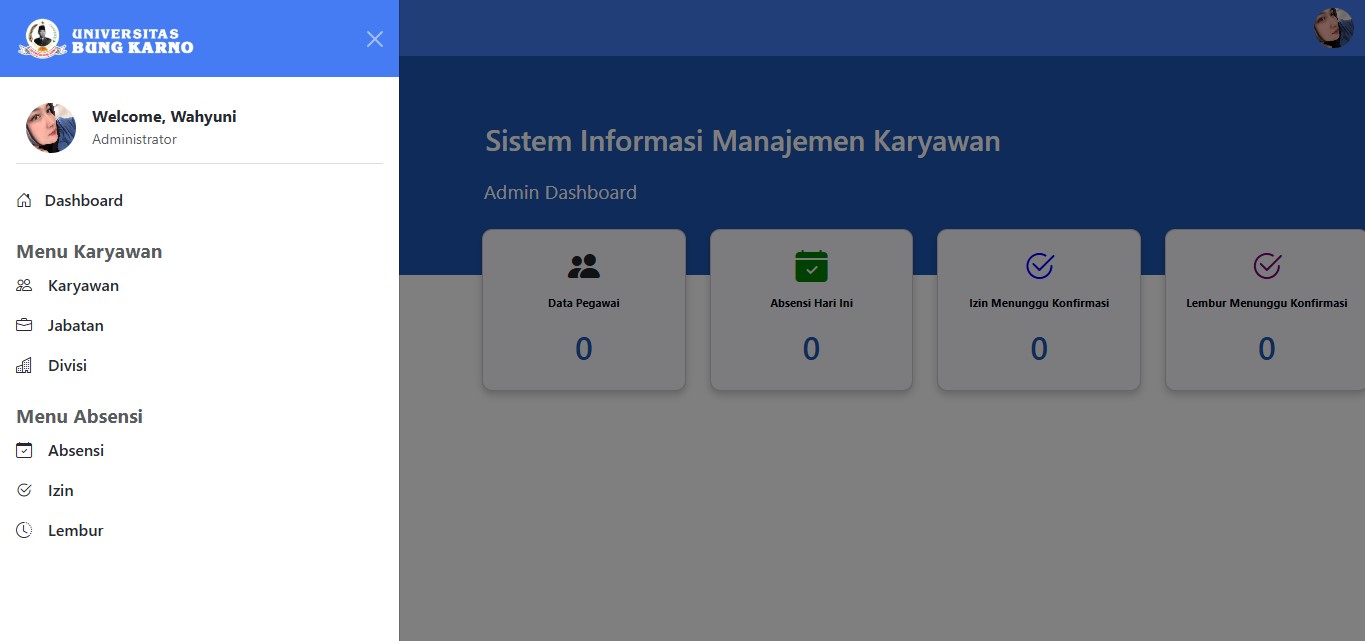 UNIVERSITAS
BUNG KARNO
Welcome, Wahyuni
Administrator
Dashboard
Menu Karyawan
Karyawan
Jabatan
Divisi
Menu Absensi
Absensi
Izin
Lembur
Sistem Informasi Manajemen Karyawan
Admin Dashboard
Data Pegawai
0
Absensi Hari Ini
0
Izin Menunggu Konfirmasi
0
Lembur Menunggu Konfirmasi
0